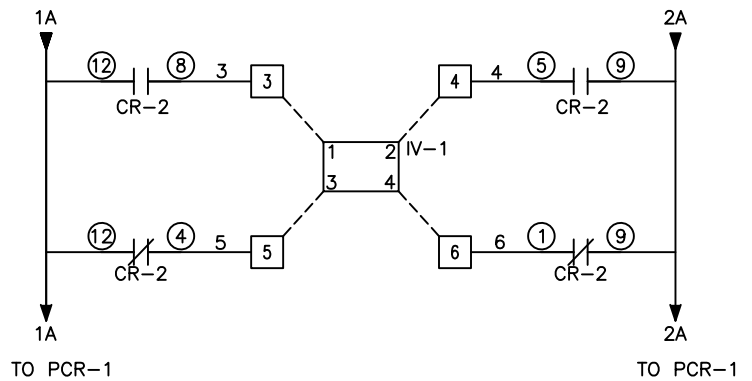 1A 2A
12 8 3 3 4 4 5 9
CR-2 CR-2
1 2 IV-1
3 4
12 4 5 5 6 6 1 9
CR-2 CR-2
1A 2A
TO PCR-1 TO PCR-1